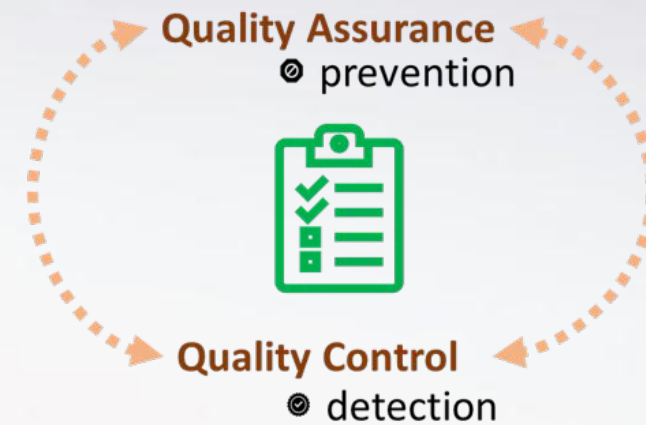 Quality Assurance
prevention
Quality Control
detection